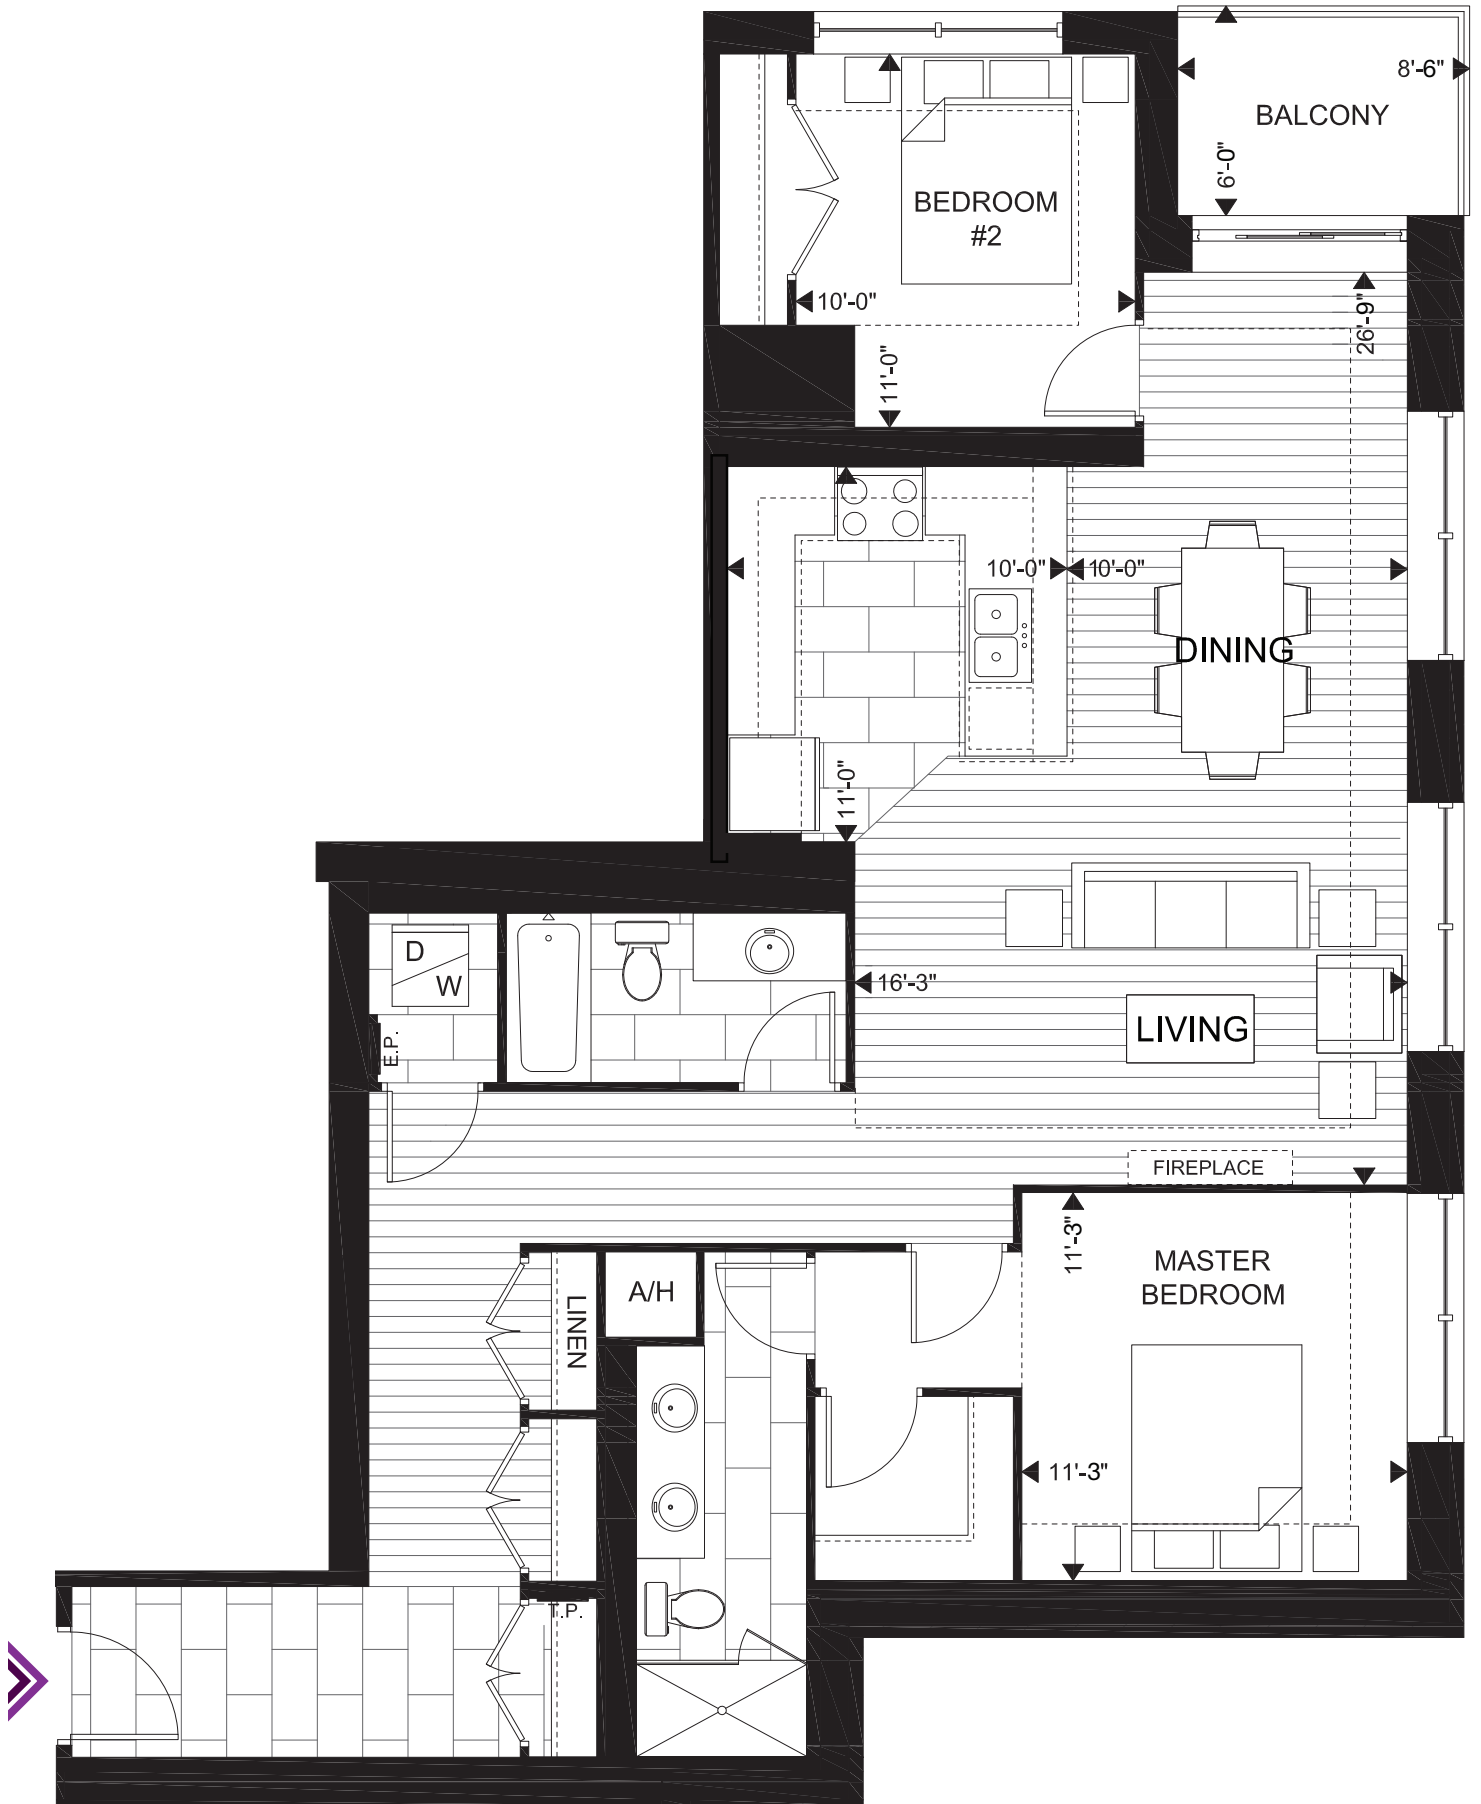 8'-6"
BALCONY
6'-0"
BEDROOM
#2
10'-0"
26'-9"
11'-0"
10'-0"
10'-0"
DINING
11'-0"
D
W
16'-3"
LIVING
E.P.
FIREPLACE
11'-3"
MASTER
BEDROOM
A/H
LINEN
11'-3"
T.P.